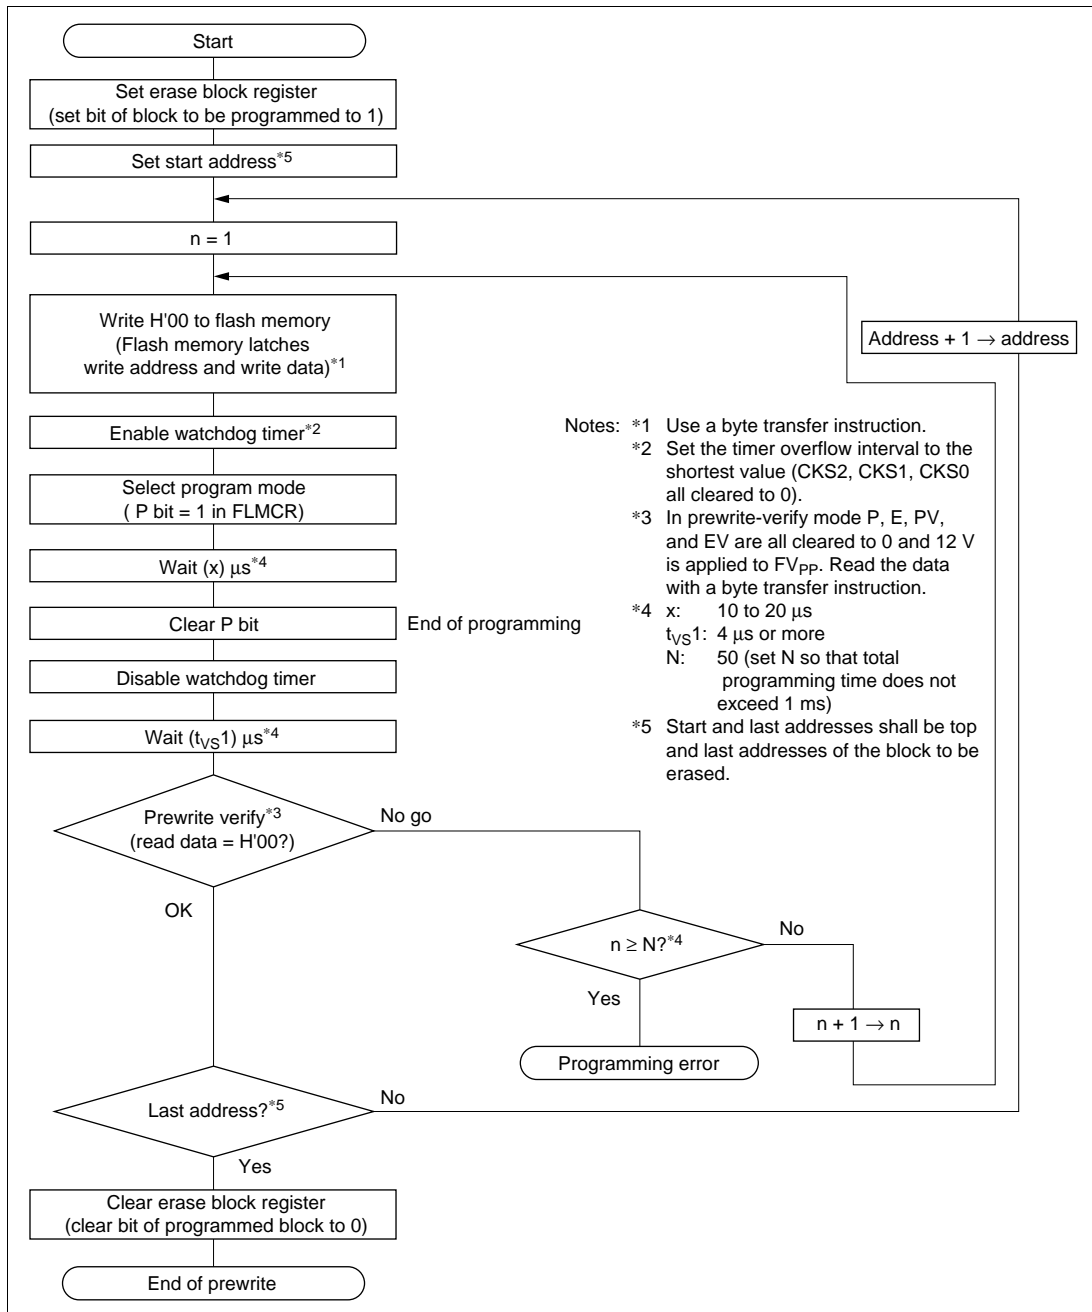 Start
Set erase block register
(set bit of block to be programmed to 1)
Set start address*5
n = 1
Write H'00 to flash memory
(Flash memory latches
write address and write data)*1
Enable watchdog timer*2
Select program mode
( P bit = 1 in FLMCR)
Wait (x) μs*4
Clear P bit
End of programming
Disable watchdog timer
Wait (tVS1) μs*4
Prewrite verify*3
(read data = H'00?)
No go
OK
n ≥ N?*4
No
Yes
n + 1 → n
Programming error
Address + 1 → address
Last address?*5
No
Yes
Clear erase block register
(clear bit of programmed block to 0)
End of prewrite
Notes: *1 Use a byte transfer instruction.
*2 Set the timer overflow interval to the
shortest value (CKS2, CKS1, CKS0
all cleared to 0).
*3 In prewrite-verify mode P, E, PV,
and EV are all cleared to 0 and 12 V
is applied to FVPP. Read the data
with a byte transfer instruction.
*4 x: 10 to 20 μs
tVS1: 4 μs or more
N: 50 (set N so that total
programming time does not
exceed 1 ms)
*5 Start and last addresses shall be top
and last addresses of the block to be
erased.